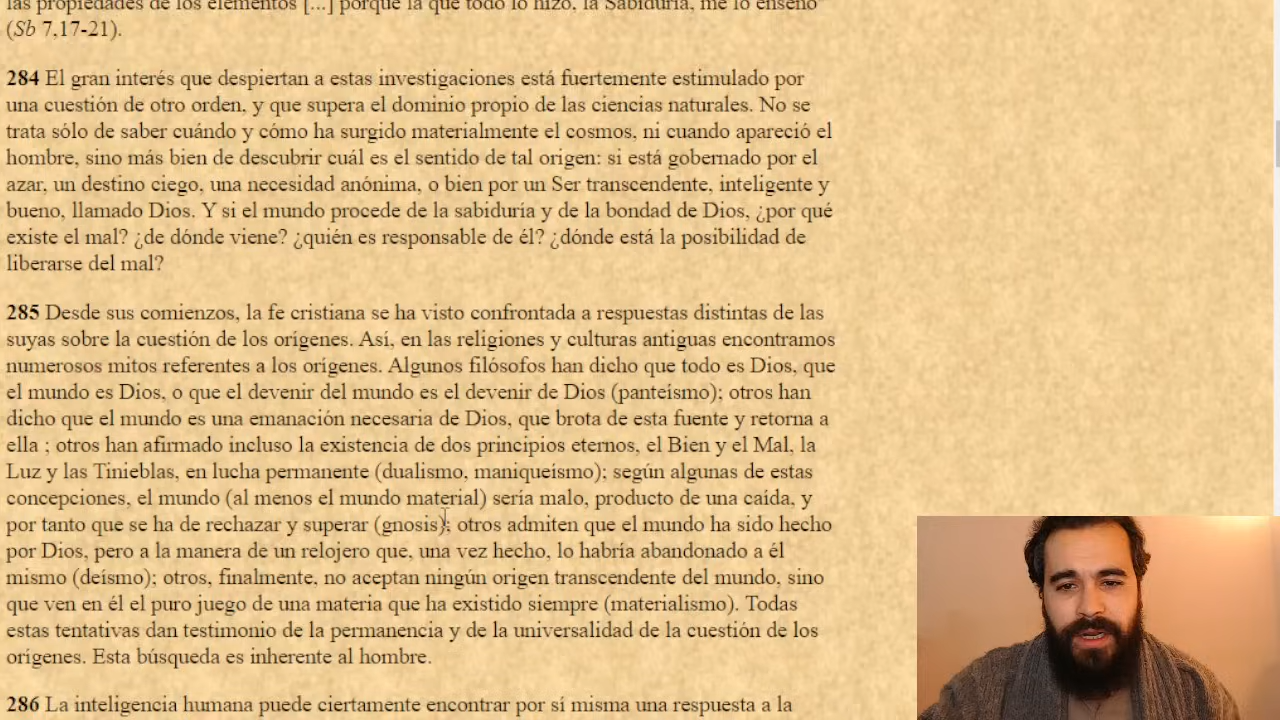 las propiedades de los elementos [...] porque la que todo lo hizo, la Sabiduría, me lo enseñó"
(Sb 7,17-21).
284 El gran interés que despiertan a estas investigaciones está fuertemente estimulado por
una cuestión de otro orden, y que supera el dominio propio de las ciencias naturales. No se
trata sólo de saber cuándo y cómo ha surgido materialmente el cosmos, ni cuando apareció el
hombre, sino más bien de descubrir cuál es el sentido de tal origen: si está gobernado por el
azar, un destino ciego, una necesidad anónima, o bien por un Ser transcendente, inteligente y
bueno, llamado Dios. Y si el mundo procede de la sabiduría y de la bondad de Dios, ¿por qué
existe el mal? ¿de dónde viene? ¿quién es responsable de él? ¿dónde está la posibilidad de
liberarse del mal?
285 Desde sus comienzos, la fe cristiana se ha visto confrontada a respuestas distintas de las
suyas sobre la cuestión de los orígenes. Así, en las religiones y culturas antiguas encontramos
numerosos mitos referentes a los orígenes. Algunos filósofos han dicho que todo es Dios, que
el mundo es Dios, o que el devenir del mundo es el devenir de Dios (panteísmo); otros han
dicho que el mundo es una emanación necesaria de Dios, que brota de esta fuente y retorna a
ella ; otros han afirmado incluso la existencia de dos principios eternos, el Bien y el Mal, la
Luz y las Tinieblas, en lucha permanente (dualismo, maniqueísmo); según algunas de estas
concepciones, el mundo (al menos el mundo material) sería malo, producto de una caída, y
por tanto que se ha de rechazar y superar (gnosis); otros admiten que el mundo ha sido hecho
por Dios, pero a la manera de un relojero que, una vez hecho, lo habría abandonado a él
mismo (deísmo); otros, finalmente, no aceptan ningún origen transcendente del mundo, sino
que ven en él el puro juego de una materia que ha existido siempre (materialismo). Todas
estas tentativas dan testimonio de la permanencia y de la universalidad de la cuestión de los
orígenes. Esta búsqueda es inherente al hombre.
286 La inteligencia humana puede ciertamente encontrar por sí misma una respuesta a la